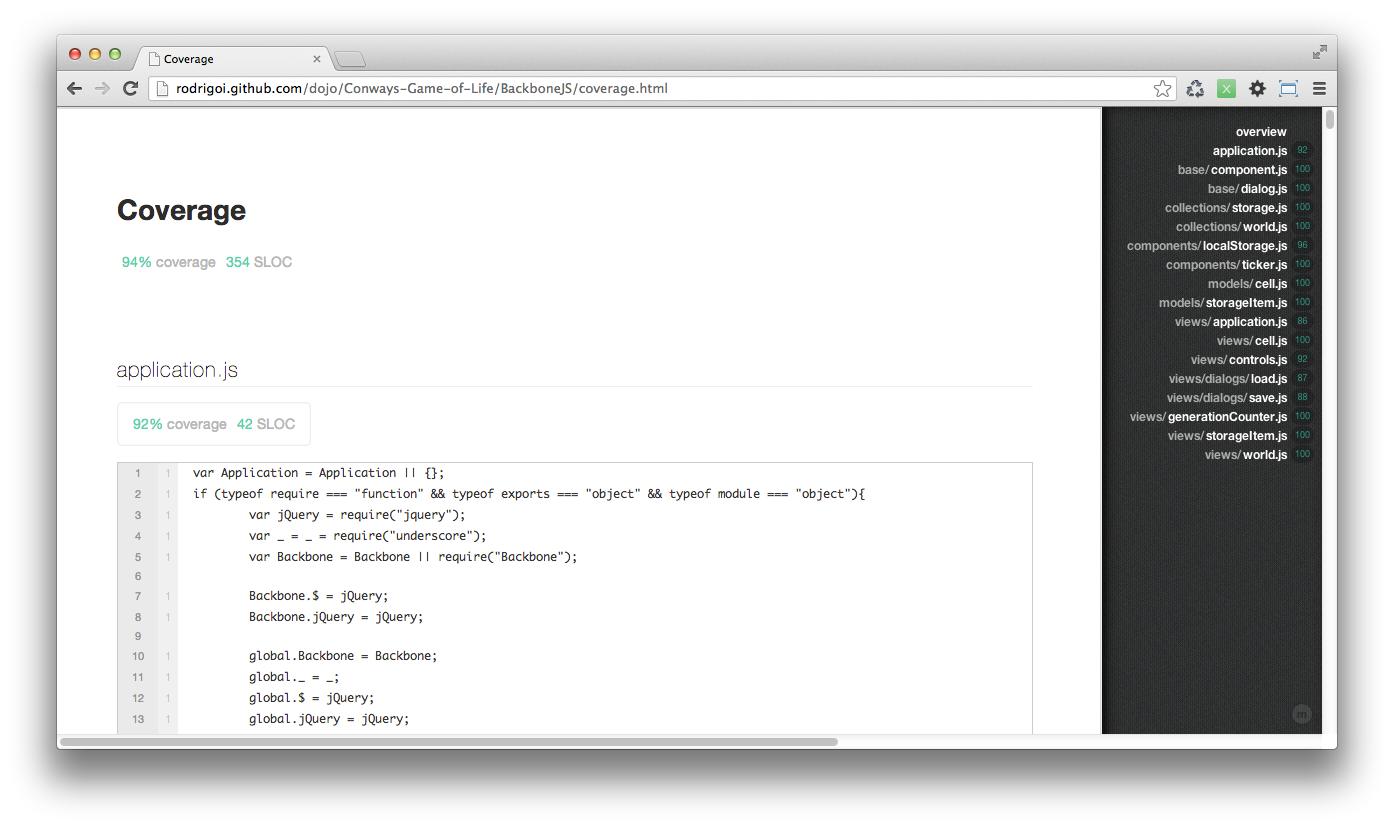 Coverage
rodrigoi.github.com/dojo/Conways-Game-of-Life/BackboneJS/coverage.html
X
Coverage
94% coverage 354 SLOC
application.js
92% coverage 42 SLOC
1 1 var Application = Application || {};
2 1 if (typeof require === "function" && typeof exports === "object" && typeof module === "object"){
3 1 var jQuery = require("jquery");
4 1 var _ = _ = require("underscore");
5 1 var Backbone = Backbone || require("Backbone");
6
7 1 Backbone.$ = jQuery;
8 1 Backbone.jQuery = jQuery;
9
10 1 global.Backbone = Backbone;
11 1 global._ = _;
12 1 global.$ = jQuery;
13 1 global.jQuery = jQuery;
overview
application.js 92
base/component.js 100
base/dialog.js 100
collections/storage.js 100
collections/world.js 100
components/localStorage.js 96
components/ticker.js 100
models/cell.js 100
models/storageItem.js 100
views/application.js 86
views/cell.js 100
views/controls.js 92
views/dialogs/load.js 87
views/dialogs/save.js 88
views/generationCounter.js 100
views/storageItem.js 100
views/world.js 100
m